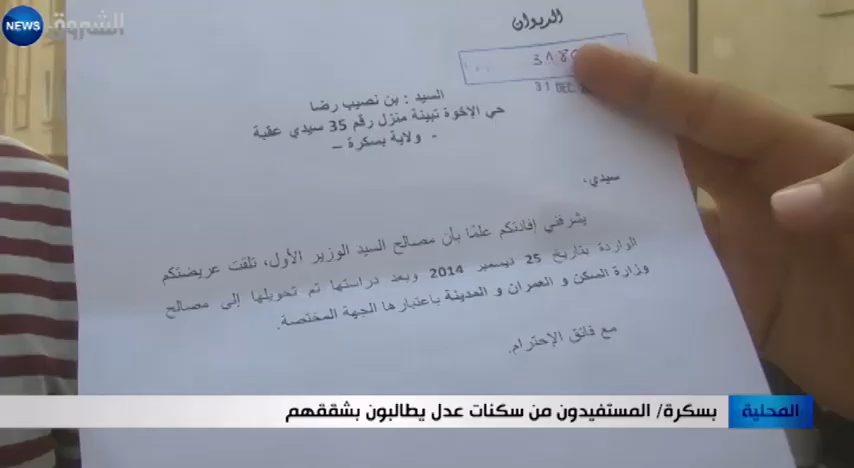 NEWS الشروق
الديوان
31 DEC
السيد : بن نصيب رضا
حي الإخوة تبينة منزل رقم 35 سيدي عقبة
- ولاية بسكرة –
سيدي،
يشرفني إفادتكم علمًا بأن مصالح السيد الوزير الأول، تلقت عريضتكم
الواردة بتاريخ 25 ديسمبر 2014 وبعد دراستها تم تحويلها إلى مصالح
وزارة السكن و العمران و المدينة باعتبارها الجهة المختصة.
مع فائق الإحترام.
المحلية بسكرة/ المستفيدون من سكنات عدل يطالبون بشققهم